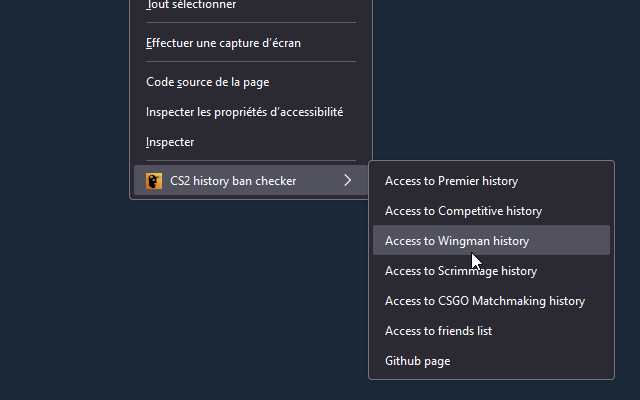 Tout sélectionner
Effectuer une capture d'écran
Code source de la page
Inspecter les propriétés d'accessibilité
Inspecter
CS2 history ban checker
Access to Premier history
Access to Competitive history
Access to Wingman history
Access to Scrimmage history
Access to CSGO Matchmaking history
Access to friends list
Github page